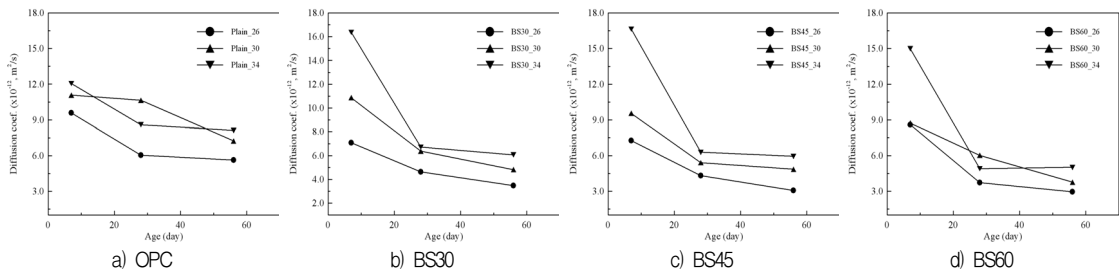 18.0
15.0
12.0
9.0
6.0
3.0
Diffusion coef. (x10⁻¹², m²/s)
Plain_26
Plain_30
Plain_34
0 20 40 60 80
Age (day)
a) OPC
18.0
16.0
14.0
12.0
10.0
8.0
6.0
4.0
2.0
Diffusion coef. (x10⁻¹², m²/s)
BS30_26
BS30_30
BS30_34
0 20 40 60 80
Age (day)
b) BS30
18.0
15.0
12.0
9.0
6.0
3.0
Diffusion coef. (x10⁻¹², m²/s)
BS45_26
BS45_30
BS45_34
0 20 40 60 80
Age (day)
c) BS45
18.0
15.0
12.0
9.0
6.0
3.0
Diffusion coef. (x10⁻¹², m²/s)
BS60_26
BS60_30
BS60_34
0 20 40 60 80
Age (day)
d) BS60